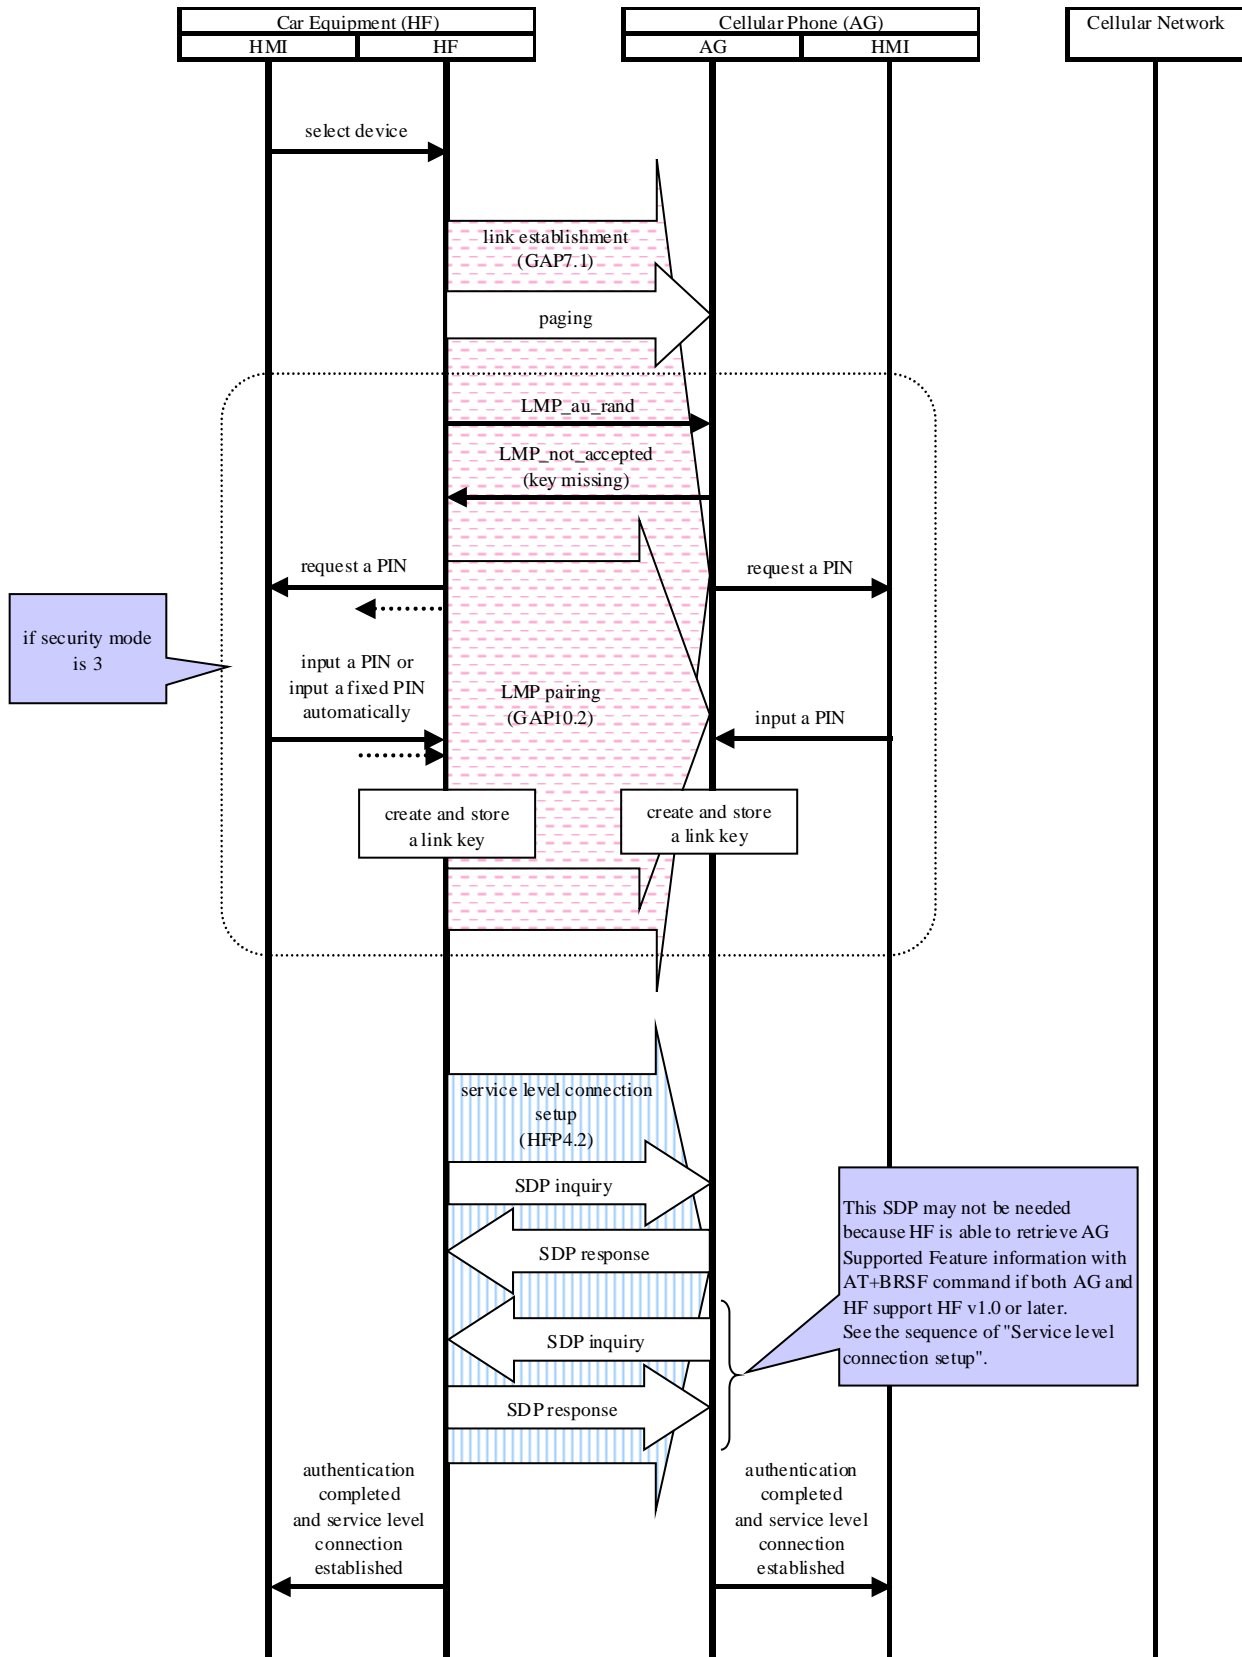 Car Equipment (HF)
Cellular Phone (AG)
Cellular Network
HMI
HF
AG
HMI
select device
link establishment
(GAP7.1)
paging
LMP_au_rand
LMP_not_accepted
(key missing)
request a PIN
request a PIN
if security mode
is 3
input a PIN or
input a fixed PIN
automatically
LMP pairing
(GAP10.2)
input a PIN
create and store
a link key
create and store
a link key
service level connection
setup
(HFP4.2)
SDP inquiry
SDP response
SDP inquiry
SDP response
This SDP may not be needed
because HF is able to retrieve AG
Supported Feature information with
AT+BRSF command if both AG and
HF support HF v1.0 or later.
See the sequence of "Service level
connection setup".
authentication
completed
and service level
connection
established
authentication
completed
and service level
connection
established